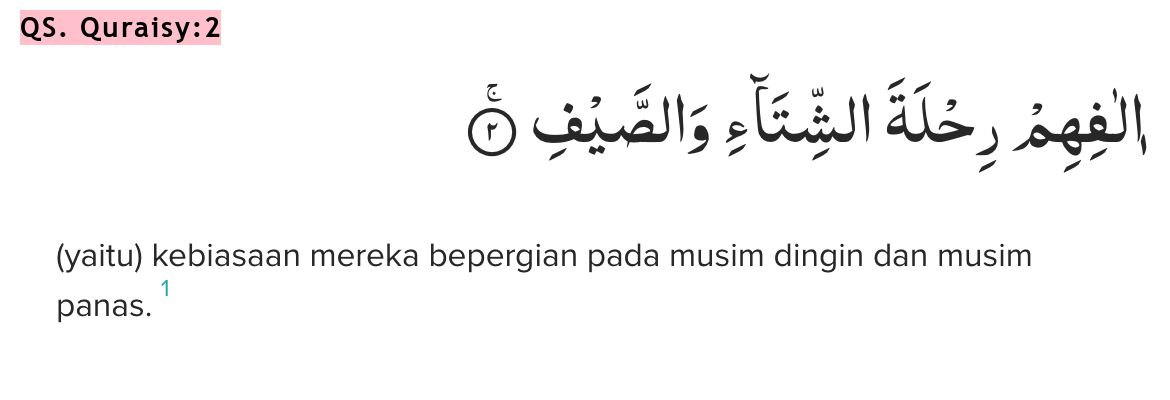 QS. Quraisy:2
اٖلٰفِهِمْ رِحْلَةَ الشِّتَاۤءِ وَالصَّيْفِۚ ٢
(yaitu) kebiasaan mereka bepergian pada musim dingin dan musim
panas. 1